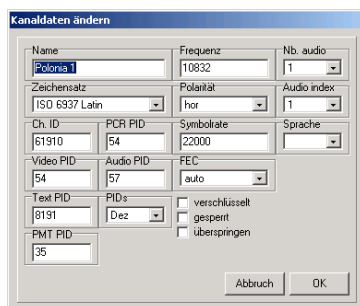 Kanaldaten ändern
Name Frequenz Nb. audio
Polonia 1 10832 1
Zeichensatz Polarität Audio index
ISO 6937 Latin hor 1
Ch. ID PCR PID Symbolrate Sprache
61910 54 22000
Video PID Audio PID FEC
54 57 auto
Text PID PIDs verschlüsselt
8191 Dez gesperrt
PMT PID überspringen
35
Abbruch OK